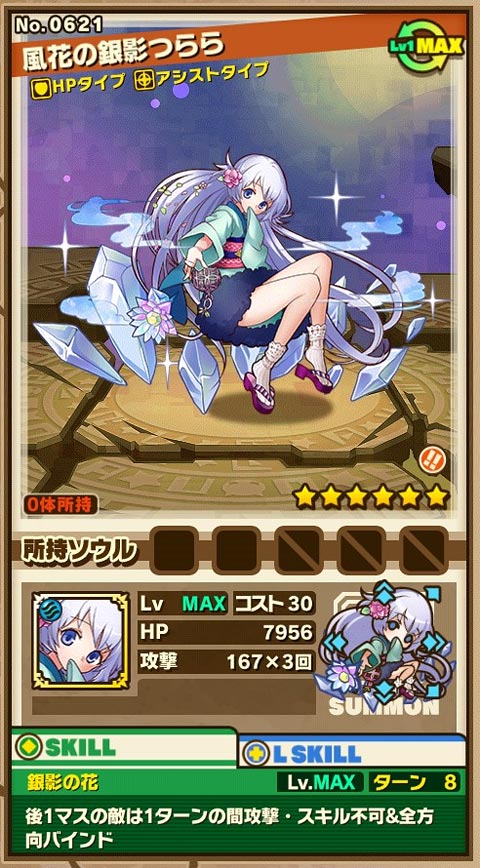 No.0621
風花の銀影つらら
HPタイプ アシストタイプ
Lv1 MAX
!!
0体所持
所持ソウル
Lv MAX コスト 30
HP 7956
攻撃 167×3回
SUMMON
SKILL
L SKILL
銀影の花 Lv.MAX ターン 8
後1マスの敵は1ターンの間攻撃・スキル不可&全方
向バインド